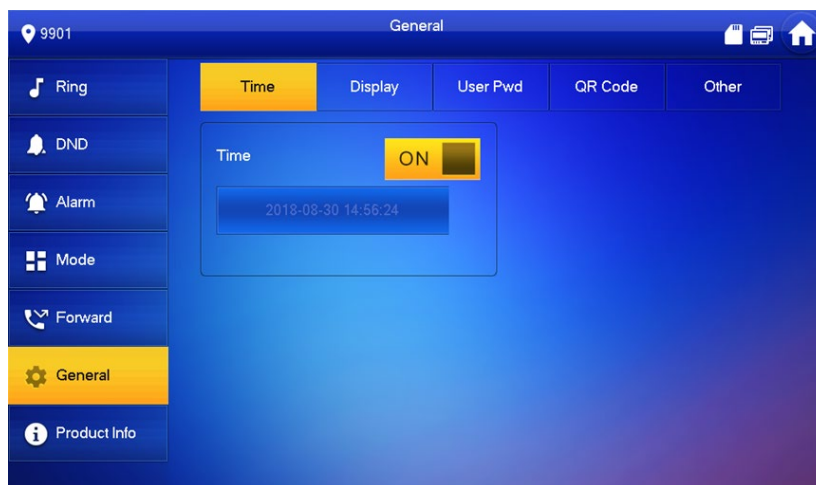 9901 General
Ring
DND
Alarm
Mode
Forward
General
Product Info
Time Display User Pwd QR Code Other
Time ON
2018-08-30 14:56:24